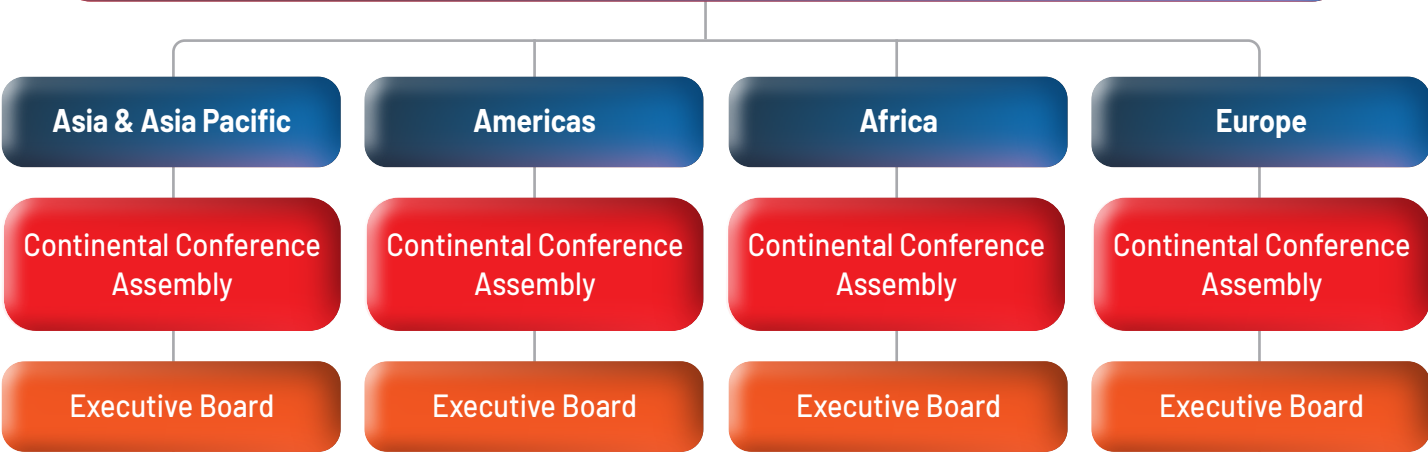 Asia & Asia Pacific
Americas
Africa
Europe
Continental Conference
Assembly
Continental Conference
Assembly
Continental Conference
Assembly
Continental Conference
Assembly
Executive Board
Executive Board
Executive Board
Executive Board